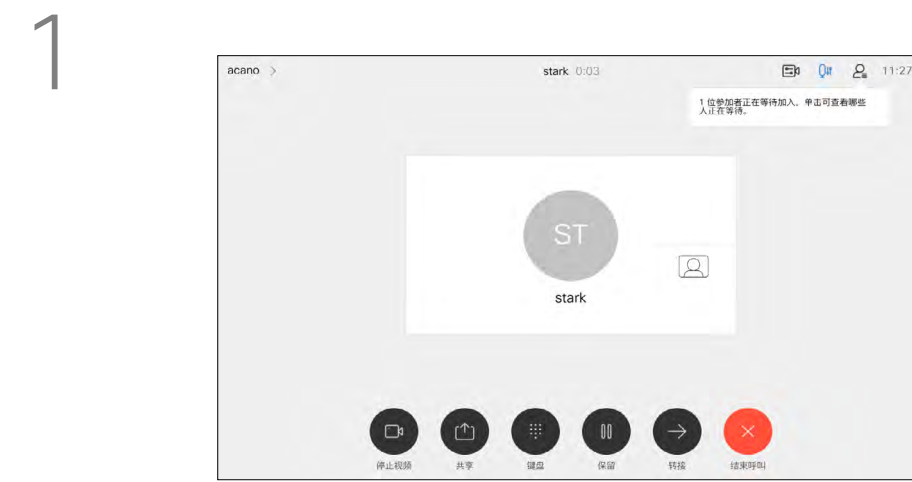 1
acano >
stark 0:03
11:27
1 位参加者正在等待加入。单击可查看哪些
人正在等待。
ST
stark
停止视频
共享
键盘
保留
转接
结束呼叫